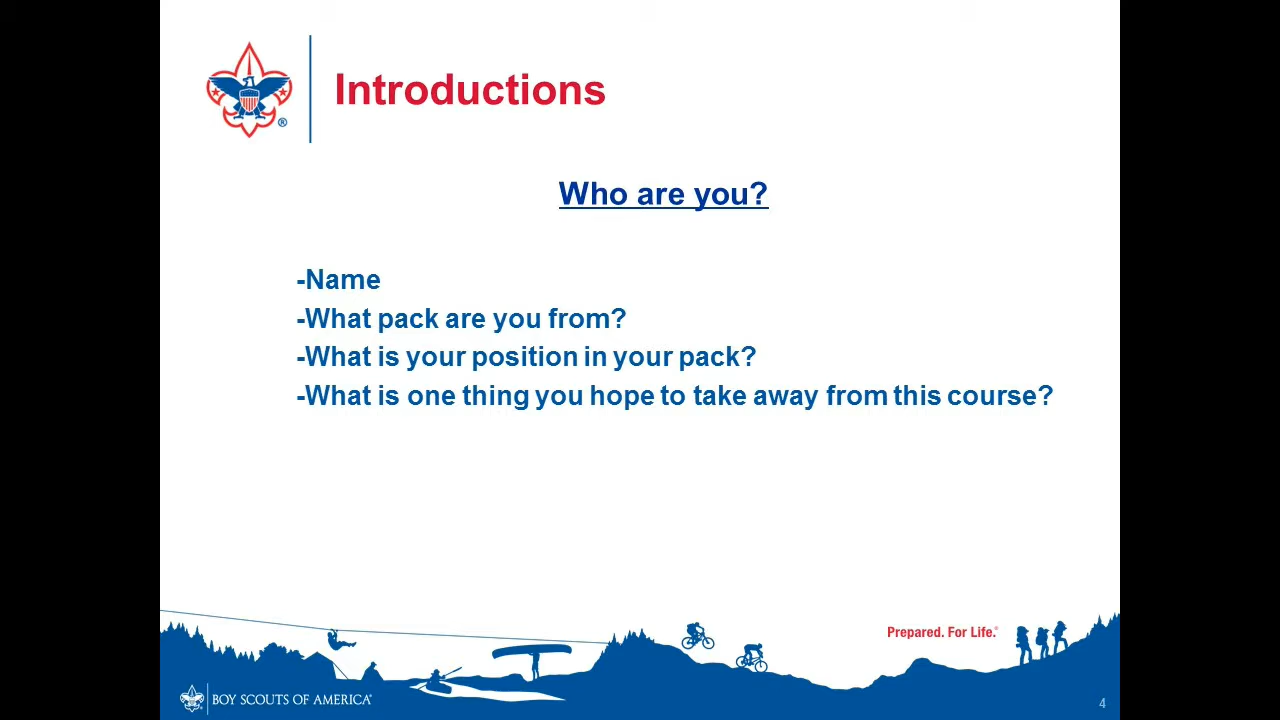 Introductions
Who are you?
-Name
-What pack are you from?
-What is your position in your pack?
-What is one thing you hope to take away from this course?
Prepared. For Life.®
BOY SCOUTS OF AMERICA®
4